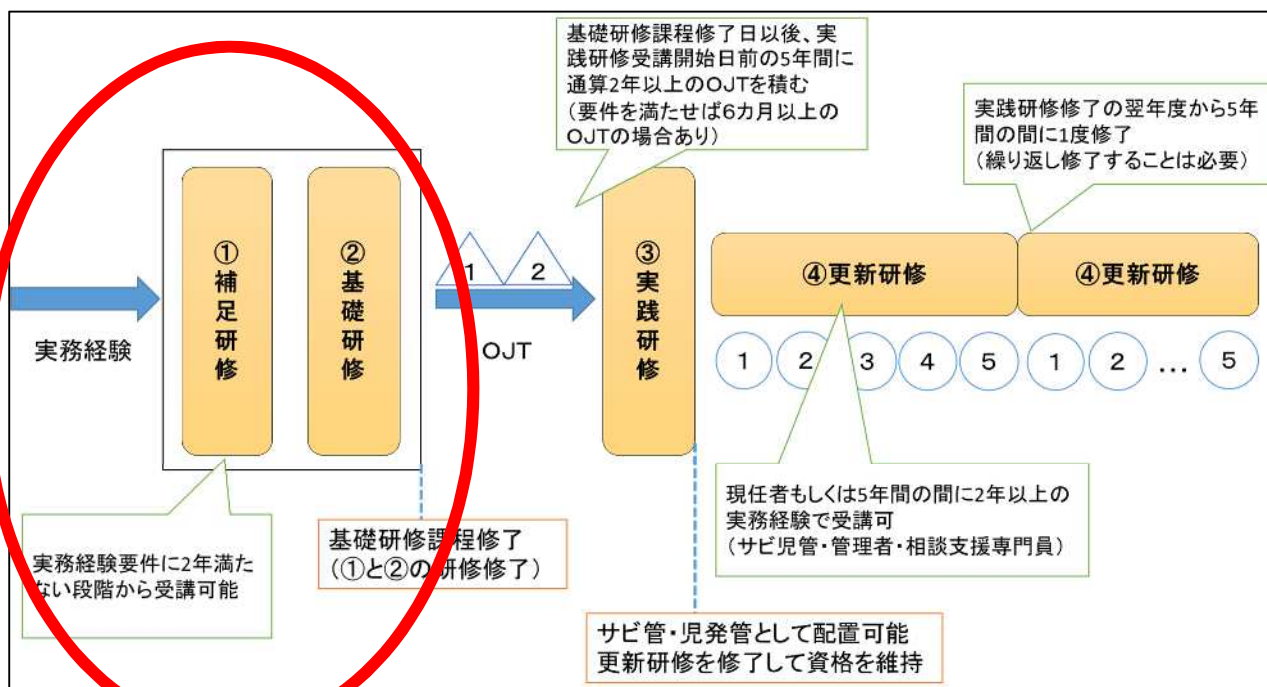 基礎研修課程修了日以後、実
践研修受講開始日前の5年間に
通算2年以上のOJTを積む
(要件を満たせば6カ月以上の
OJTの場合あり)
実践研修修了の翌年度から5年
間の間に1度修了
(繰り返し修了することは必要)
実務経験
①補足研修
②基礎研修
1
2
OJT
③実践研修
④更新研修
④更新研修
1
2
3
4
5
1
2
…
5
実務経験要件に2年満た
ない段階から受講可能
基礎研修課程修了
(①と②の研修修了)
現任者もしくは5年間の間に2年以上の
実務経験で受講可
(サビ児管・管理者・相談支援専門員)
サビ管・児発管として配置可能
更新研修を修了して資格を維持